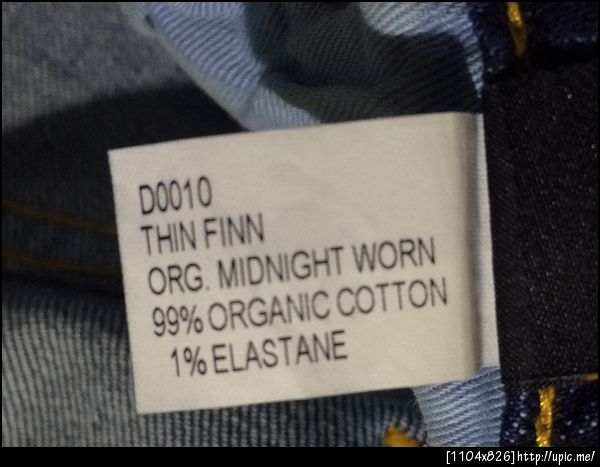 D0010
THIN FINN
ORG. MIDNIGHT WORN
99% ORGANIC COTTON
1% ELASTANE
[1104x826]http://upic.me/